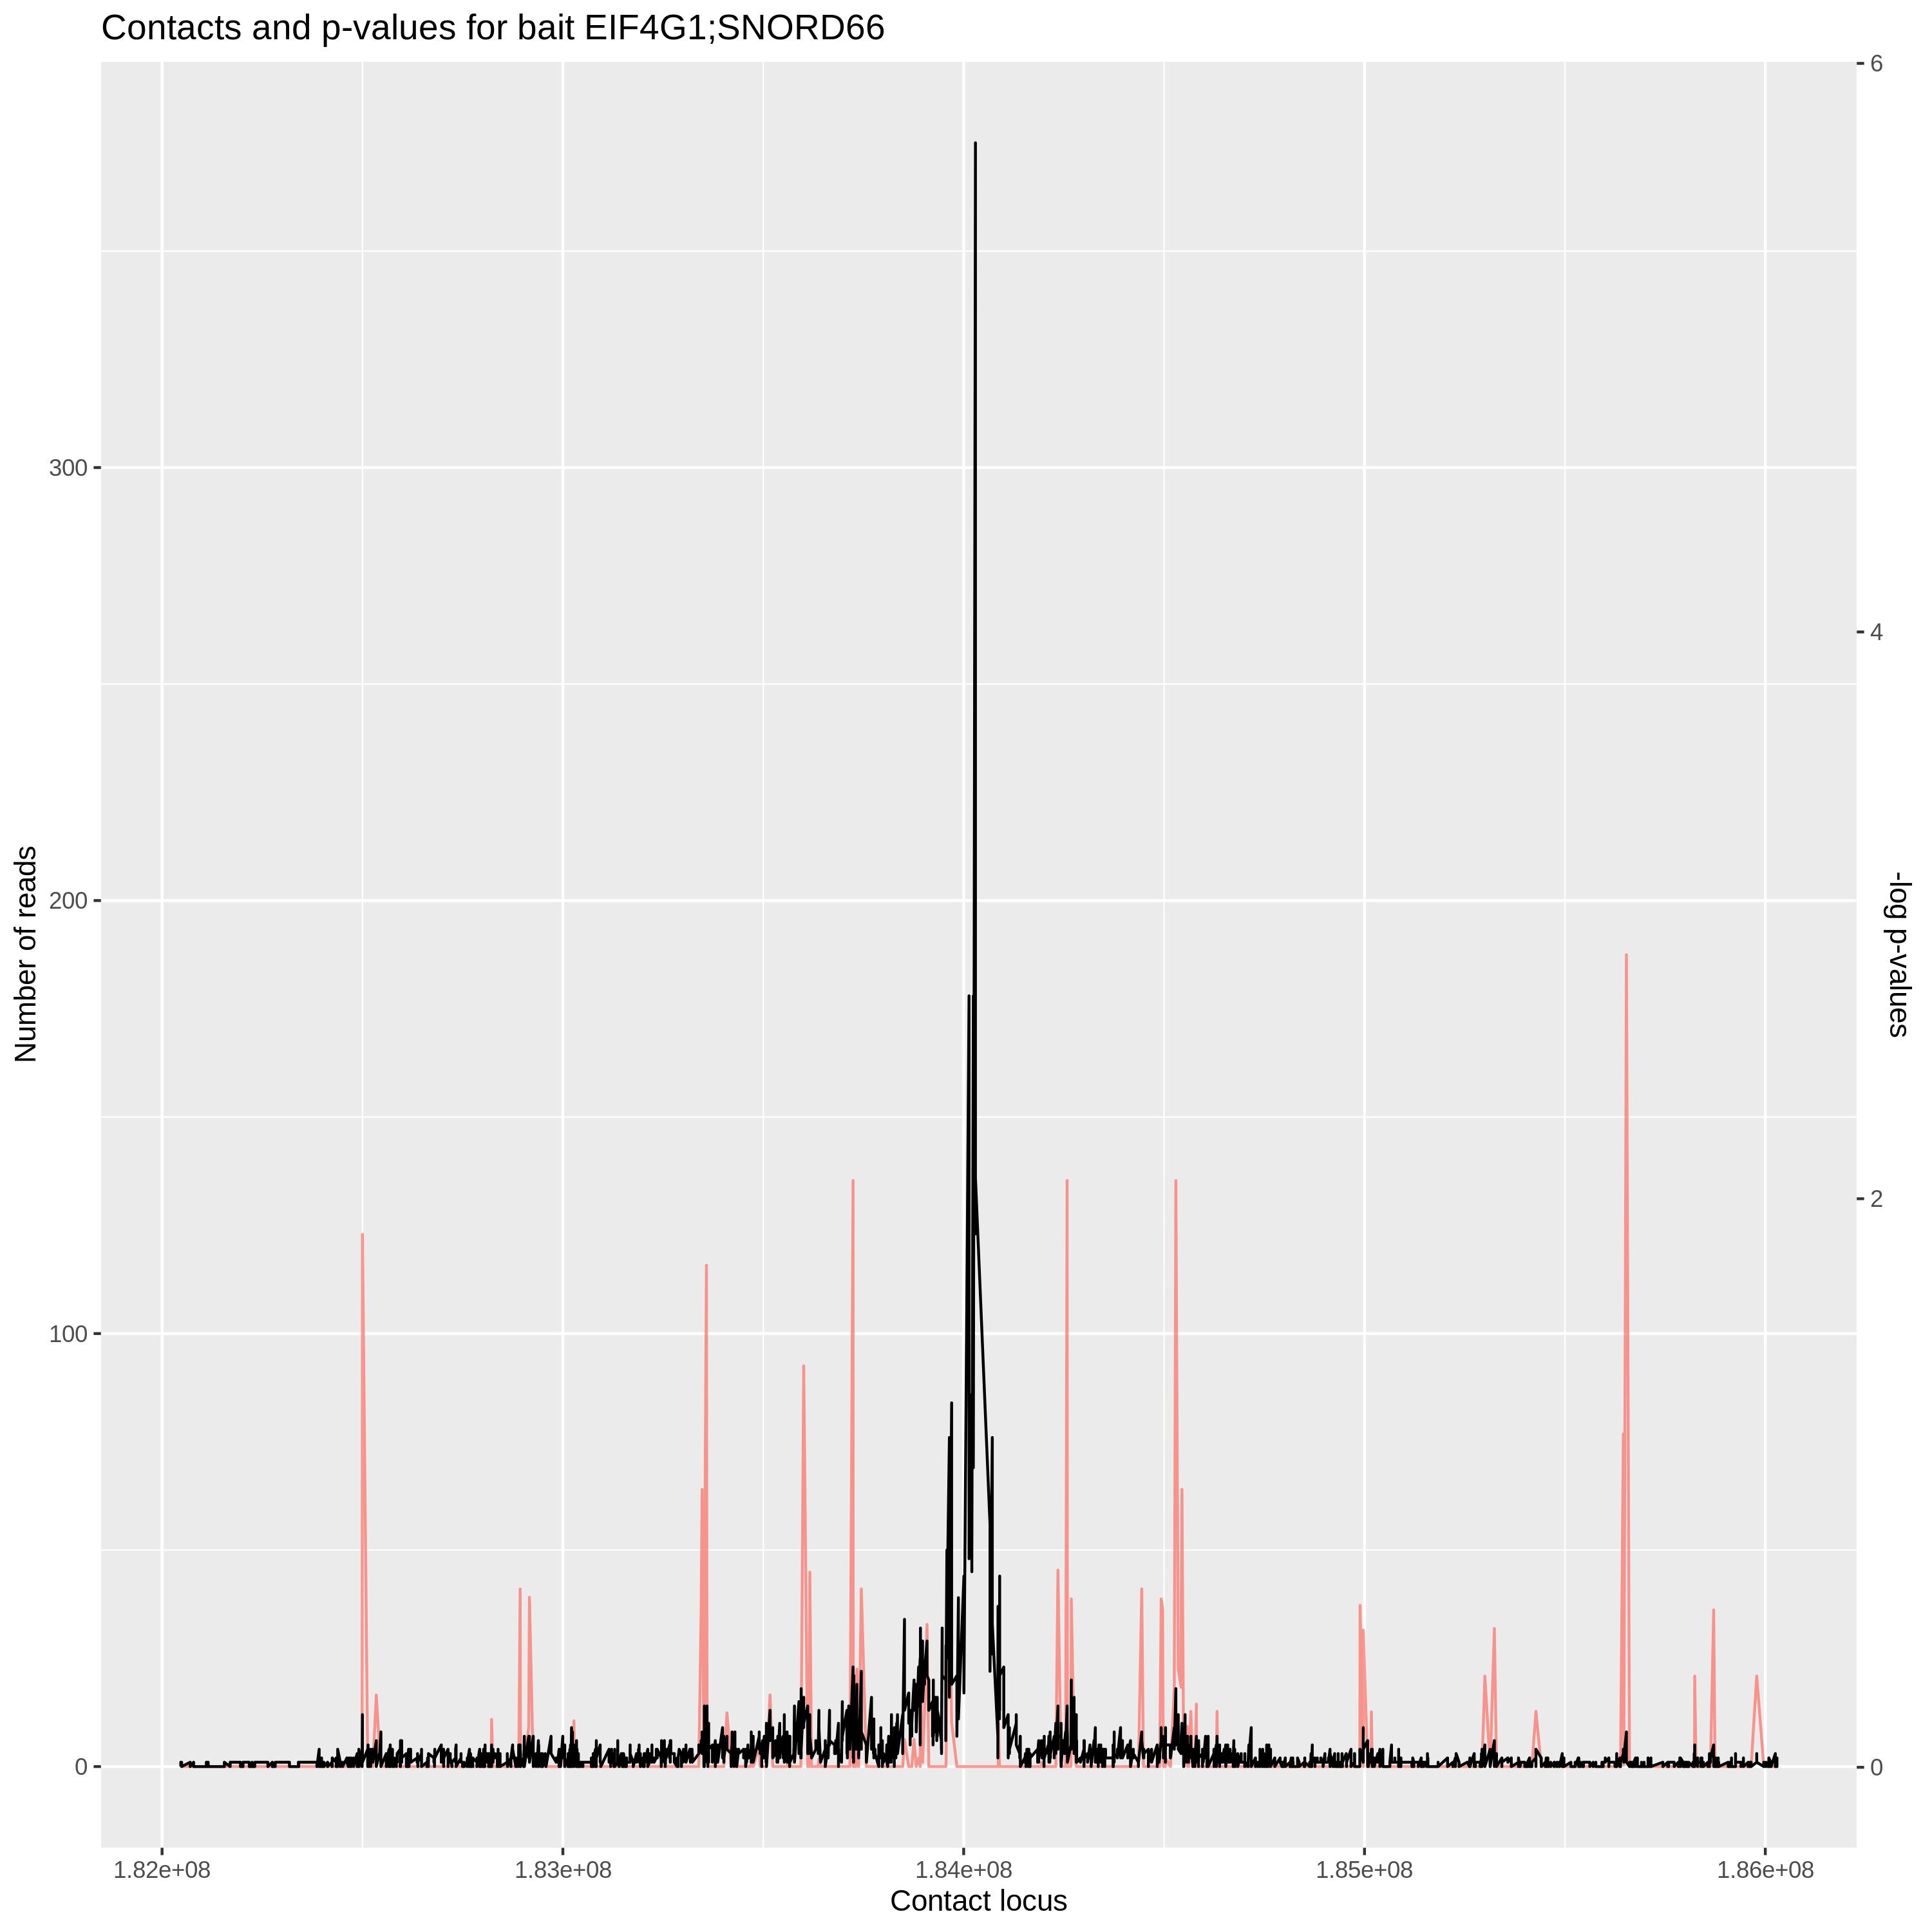 Contacts and p-values for bait EIF4G1;SNORD66
6
300
4
200
Number of reads
-log p-values
2
100
0
0
1.82e+08
1.83e+08
1.84e+08
1.85e+08
1.86e+08
Contact locus